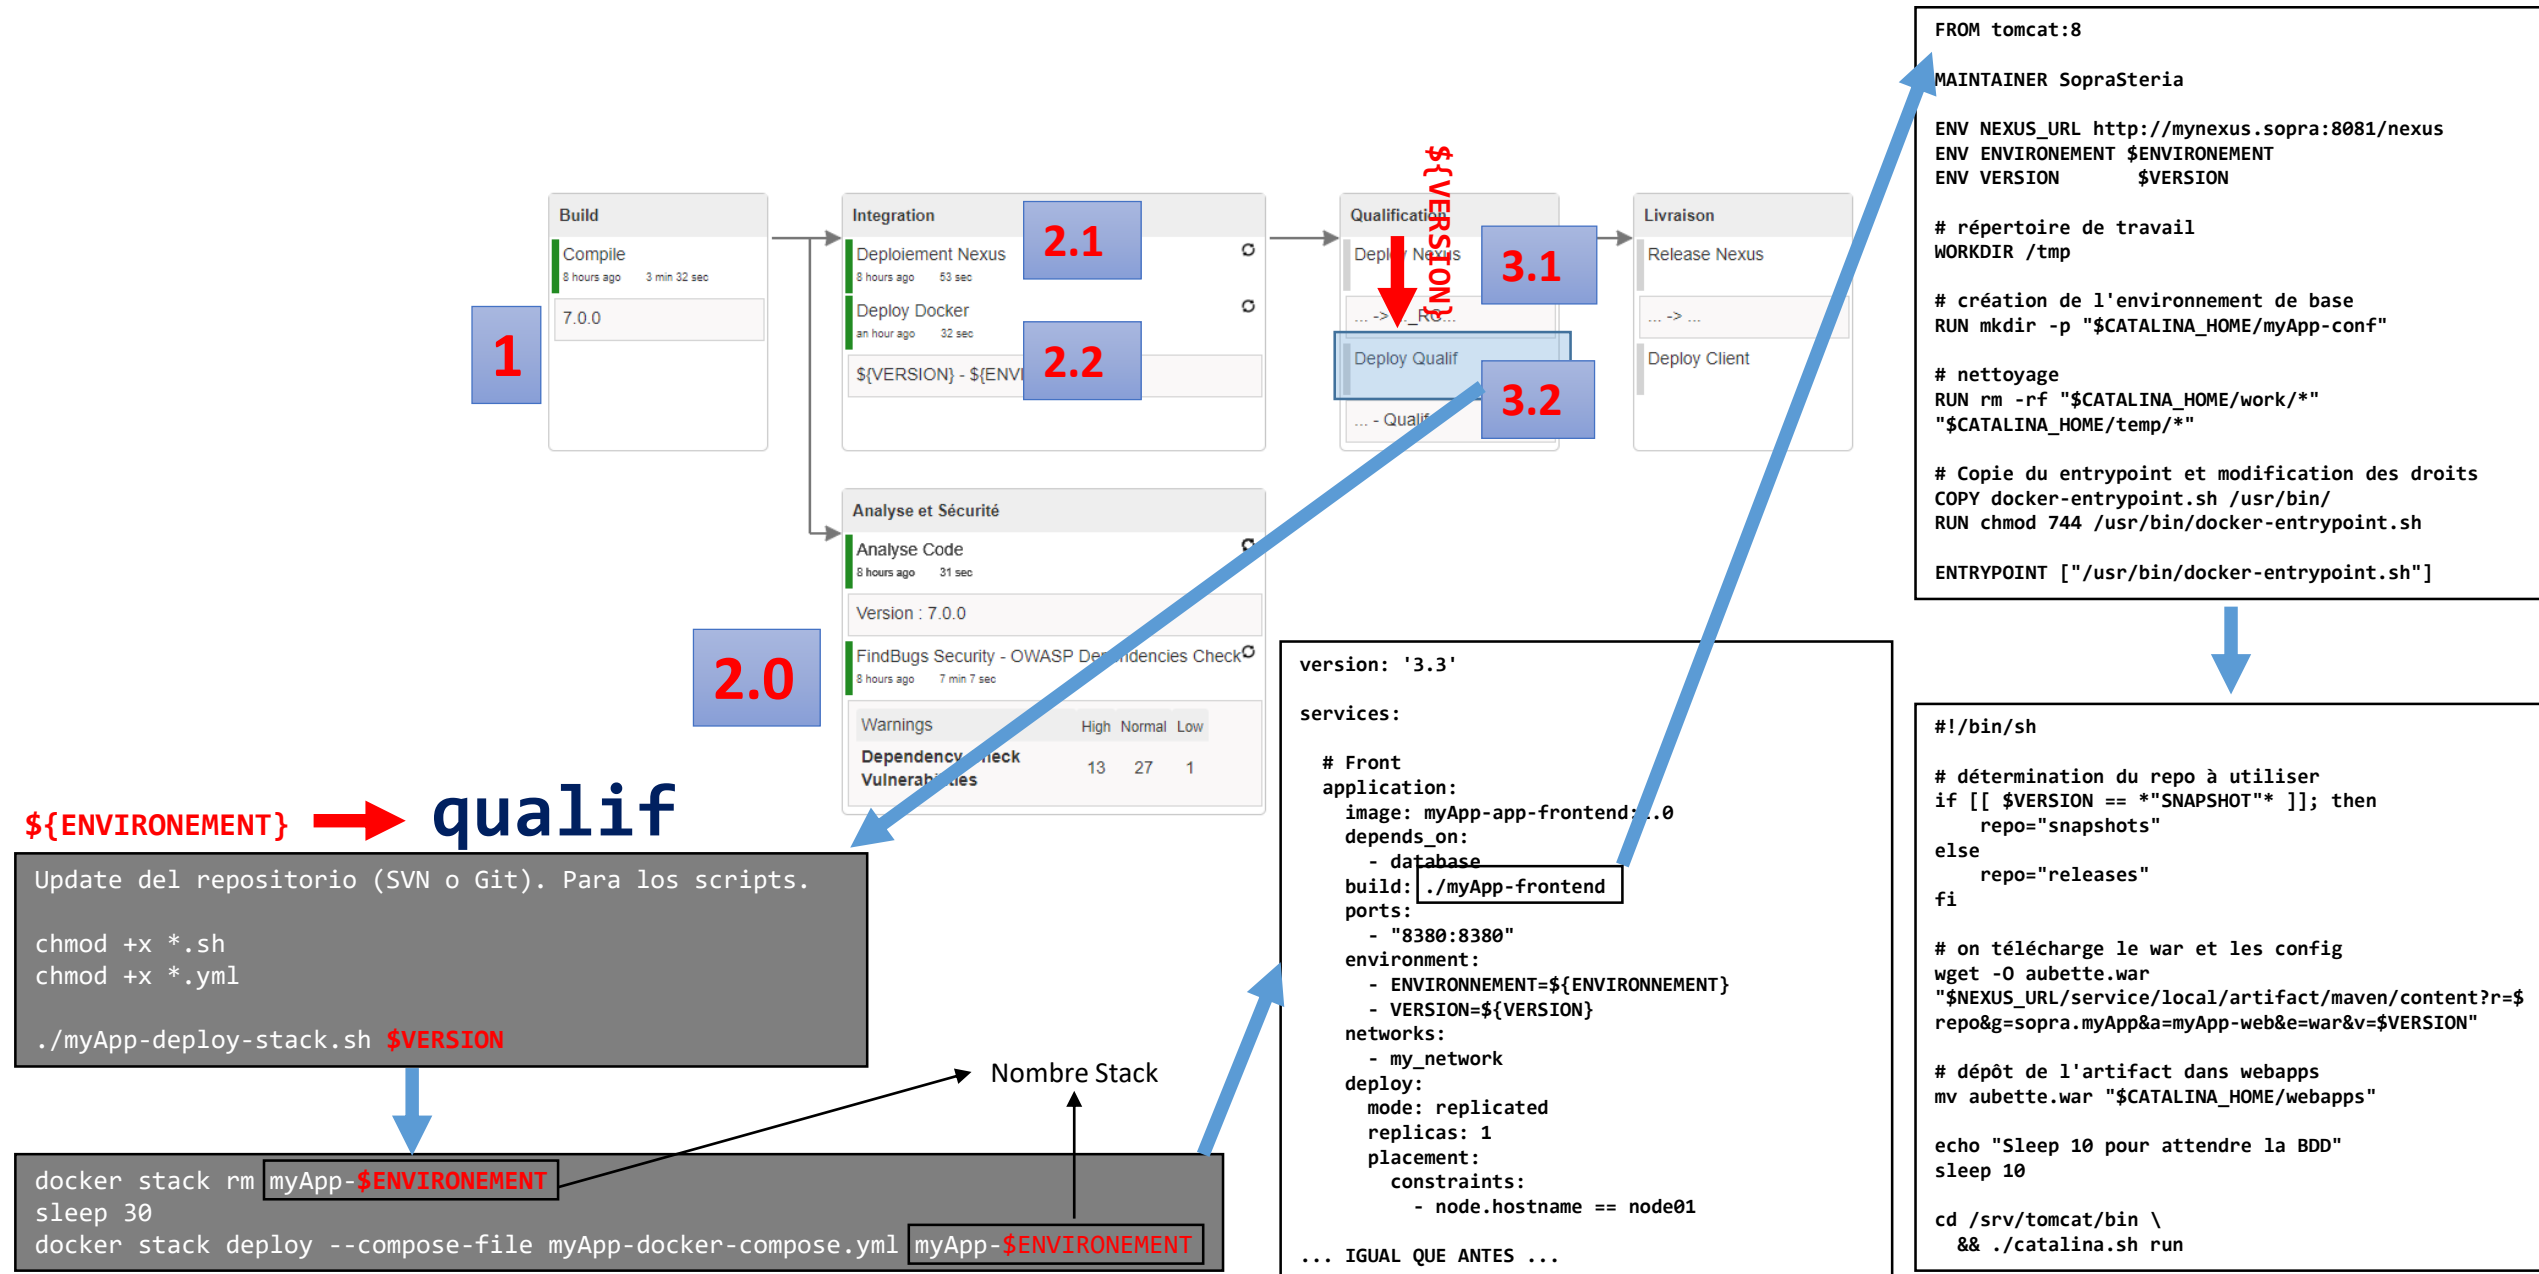 Build
Compile
8 hours ago 3 min 32 sec
7.0.0
1
Integration
Deploiement Nexus
8 hours ago 53 sec
Deploy Docker
an hour ago 32 sec
${VERSION} - ${ENVI
2.1
2.2
${VERSION}
Qualification
Deploy Nexus
... -> ..._RC...
Deploy Qualif
... - Qualif
3.1
3.2
Livraison
Release Nexus
... -> ...
Deploy Client
Analyse et Sécurité
Analyse Code
8 hours ago 31 sec
Version : 7.0.0
FindBugs Security - OWASP Dependencies Check
8 hours ago 7 min 7 sec
Warnings High Normal Low
Dependency Check
Vulnerabilities
13 27 1
2.0
${ENVIRONEMENT} qualif
Update del repositorio (SVN o Git). Para los scripts.
chmod +x *.sh
chmod +x *.yml
./myApp-deploy-stack.sh $VERSION
Nombre Stack
docker stack rm myApp-$ENVIRONEMENT
sleep 30
docker stack deploy --compose-file myApp-docker-compose.yml myApp-$ENVIRONEMENT
version: '3.3'
services:
# Front
application:
image: myApp-app-frontend: .0
depends_on:
- database
build: ./myApp-frontend
ports:
- "8380:8380"
environment:
- ENVIRONNEMENT=${ENVIRONNEMENT}
- VERSION=${VERSION}
networks:
- my_network
deploy:
mode: replicated
replicas: 1
placement:
constraints:
- node.hostname == node01
... IGUAL QUE ANTES ...
FROM tomcat:8
MAINTAINER SopraSteria
ENV NEXUS_URL http://mynexus.sopra:8081/nexus
ENV ENVIRONEMENT $ENVIRONEMENT
ENV VERSION $VERSION
# répertoire de travail
WORKDIR /tmp
# création de l'environnement de base
RUN mkdir -p "$CATALINA_HOME/myApp-conf"
# nettoyage
RUN rm -rf "$CATALINA_HOME/work/*"
"$CATALINA_HOME/temp/*"
# Copie du entrypoint et modification des droits
COPY docker-entrypoint.sh /usr/bin/
RUN chmod 744 /usr/bin/docker-entrypoint.sh
ENTRYPOINT ["/usr/bin/docker-entrypoint.sh"]
#!/bin/sh
# détermination du repo à utiliser
if [[ $VERSION == *"SNAPSHOT"* ]]; then
repo="snapshots"
else
repo="releases"
fi
# on télécharge le war et les config
wget -O aubette.war
"$NEXUS_URL/service/local/artifact/maven/content?r=$
repo&g=sopra.myApp&a=myApp-web&e=war&v=$VERSION"
# dépôt de l'artifact dans webapps
mv aubette.war "$CATALINA_HOME/webapps"
echo "Sleep 10 pour attendre la BDD"
sleep 10
cd /srv/tomcat/bin \
&& ./catalina.sh run